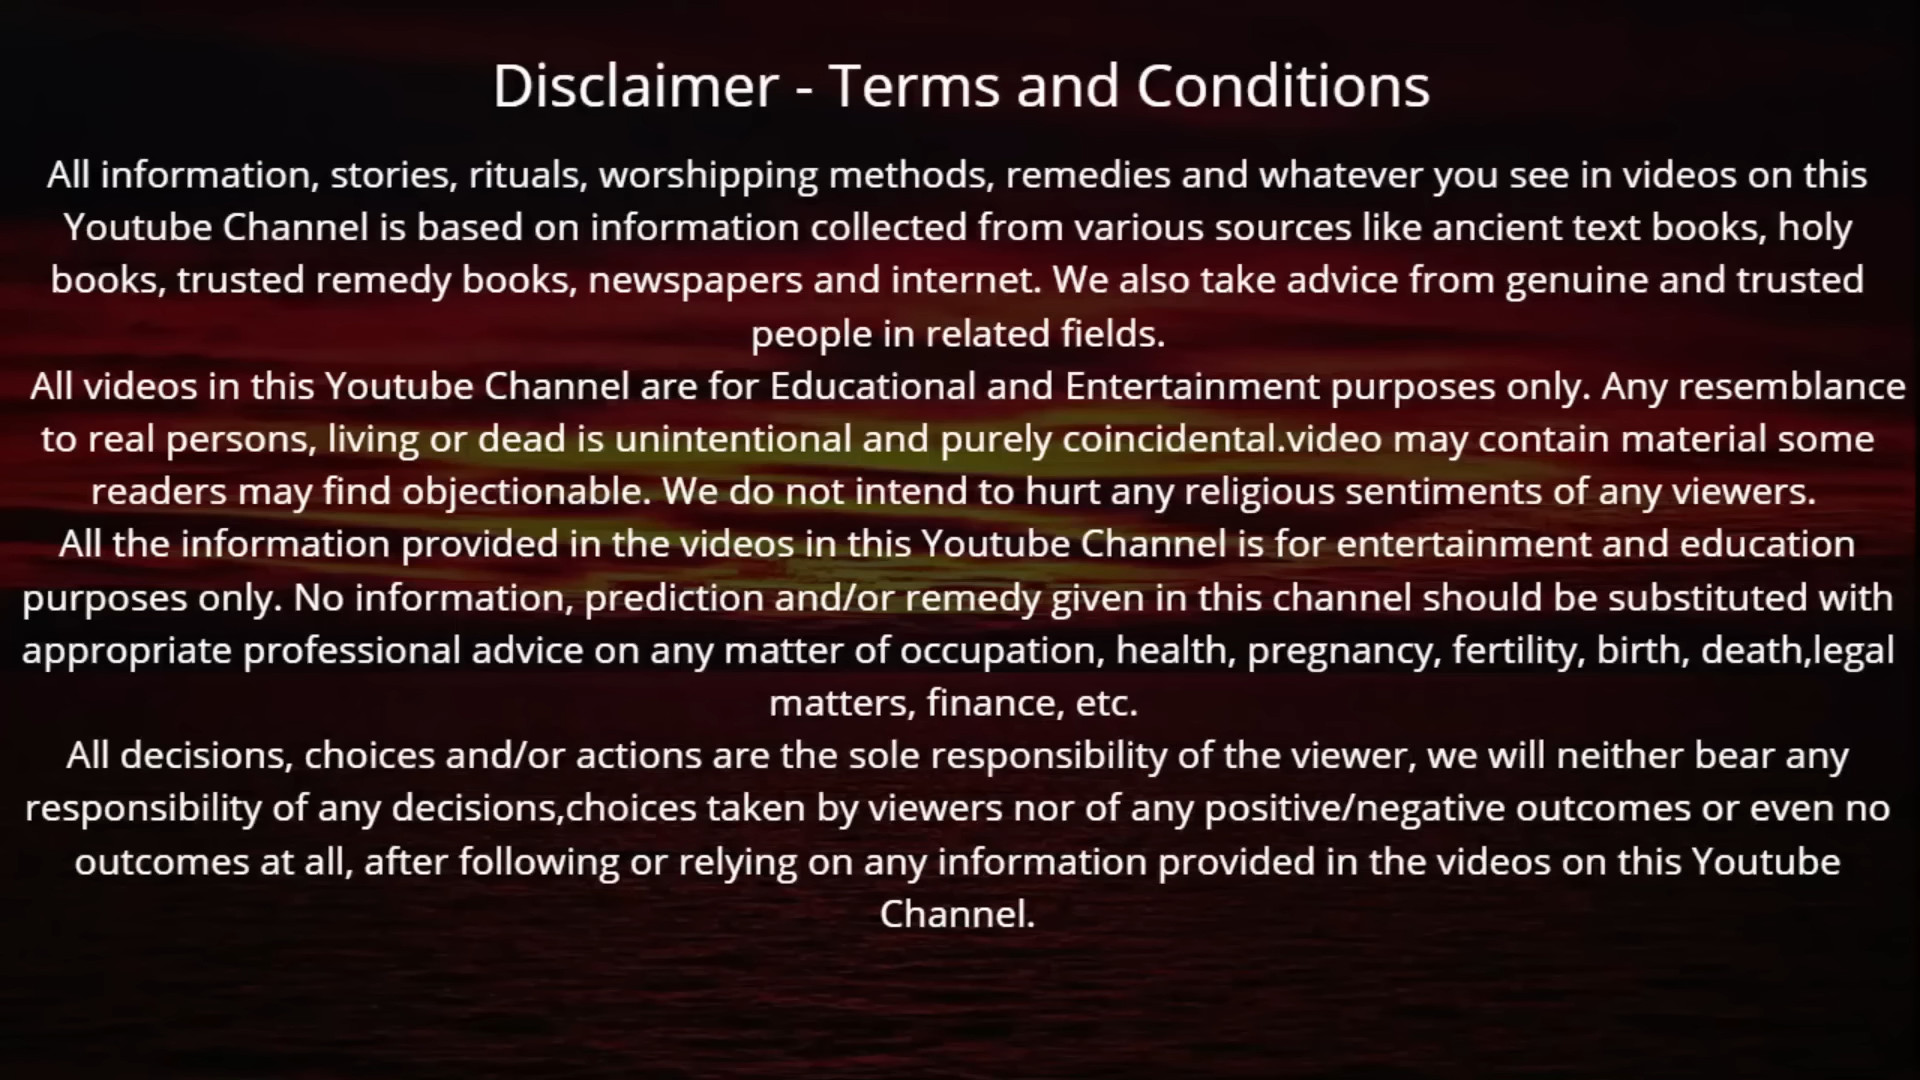 Disclaimer - Terms and Conditions
All information, stories, rituals, worshipping methods, remedies and whatever you see in videos on this
Youtube Channel is based on information collected from various sources like ancient text books, holy
books, trusted remedy books, newspapers and internet. We also take advice from genuine and trusted
people in related fields.
All videos in this Youtube Channel are for Educational and Entertainment purposes only. Any resemblance
to real persons, living or dead is unintentional and purely coincidental.video may contain material some
readers may find objectionable. We do not intend to hurt any religious sentiments of any viewers.
All the information provided in the videos in this Youtube Channel is for entertainment and education
purposes only. No information, prediction and/or remedy given in this channel should be substituted with
appropriate professional advice on any matter of occupation, health, pregnancy, fertility, birth, death,legal
matters, finance, etc.
All decisions, choices and/or actions are the sole responsibility of the viewer, we will neither bear any
responsibility of any decisions,choices taken by viewers nor of any positive/negative outcomes or even no
outcomes at all, after following or relying on any information provided in the videos on this Youtube
Channel.